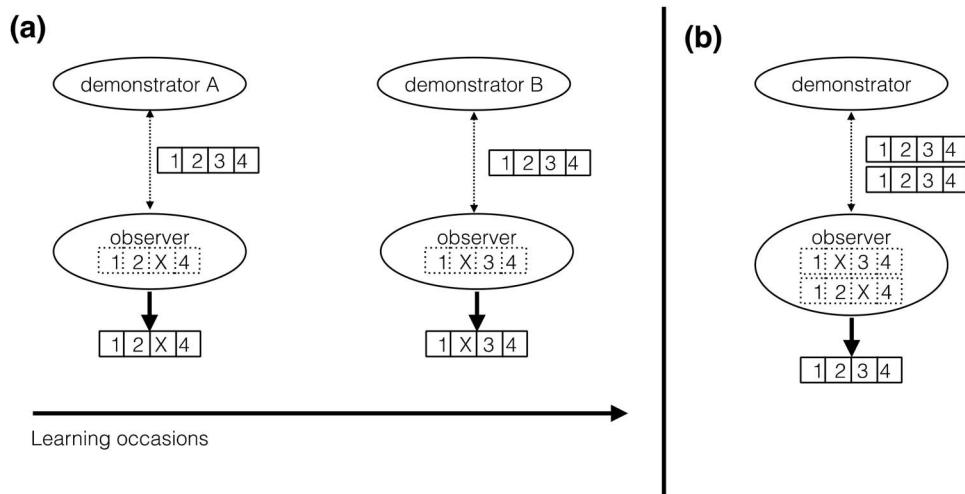 (a)
demonstrator A
1 2 3 4
observer
1 2 X 4
1 2 X 4
demonstrator B
1 2 3 4
observer
1 X 3 4
1 X 3 4
Learning occasions
(b)
demonstrator
1 2 3 4
1 2 3 4
observer
1 X 3 4
1 2 X 4
1 2 3 4